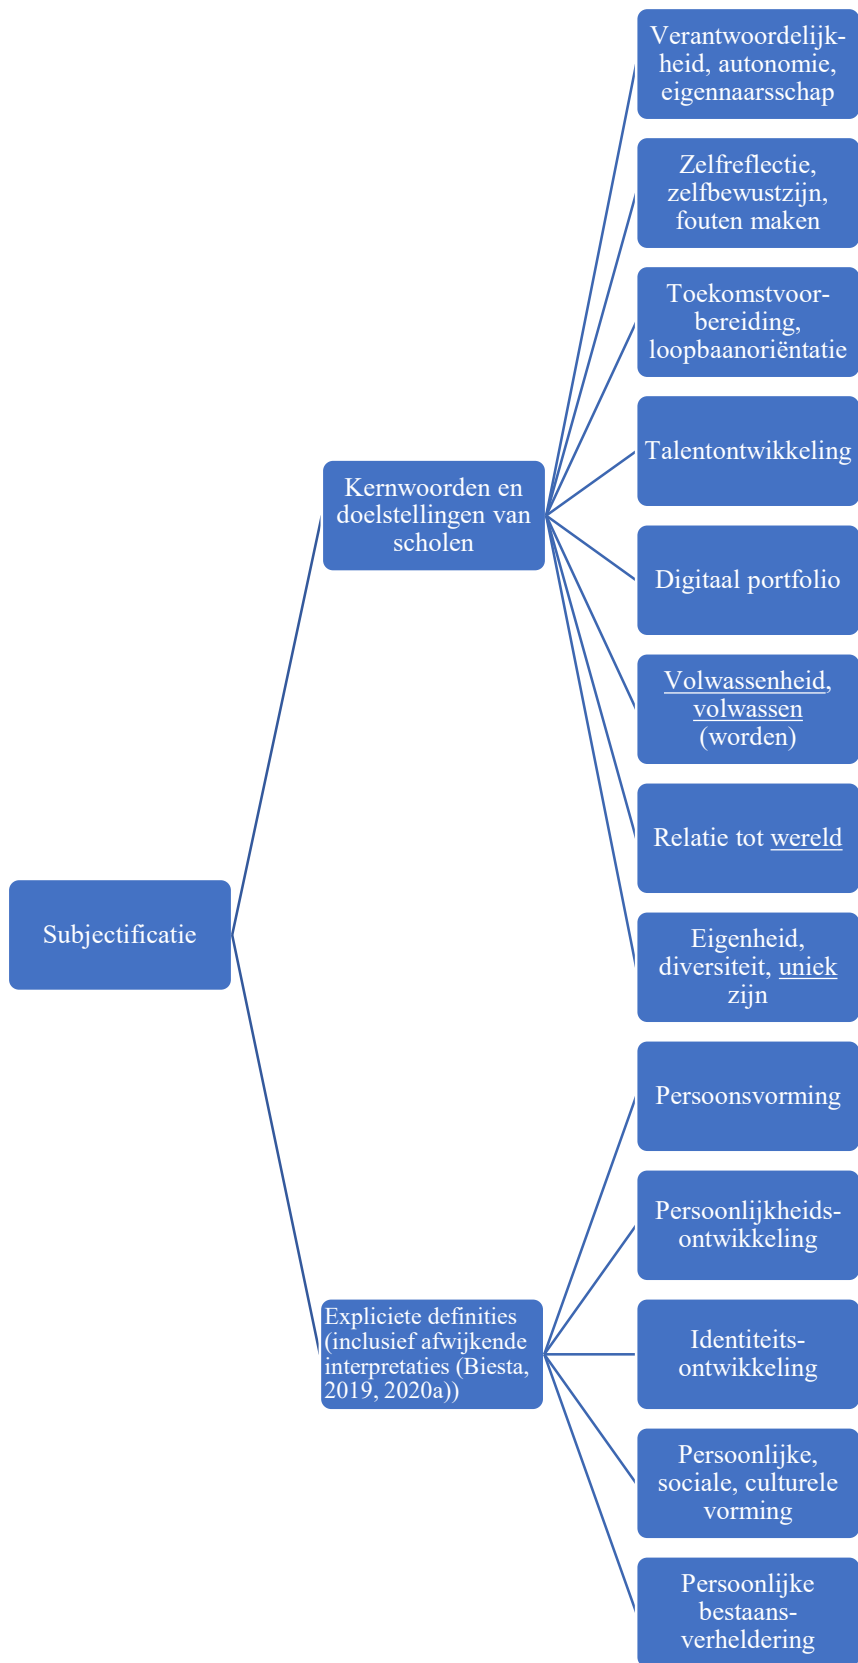 Verantwoordelijk-
heid, autonomie,
eigennaarsschap
Zelfreflectie,
zelfbewustzijn,
fouten maken
Toekomstvoor-
bereiding,
loopbaanoriëntatie
Talentontwikkeling
Kernwoorden en
doelstellingen van
scholen
Digitaal portfolio
Volwassenheid,
volwassen
(worden)
Relatie tot wereld
Subjectificatie
Eigenheid,
diversiteit, uniek
zijn
Persoonsvorming
Persoonlijkheids-
ontwikkeling
Expliciete definities
(inclusief afwijkende
interpretaties (Biesta,
2019, 2020a))
Identiteits-
ontwikkeling
Persoonlijke,
sociale, culturele
vorming
Persoonlijke
bestaans-
verheldering